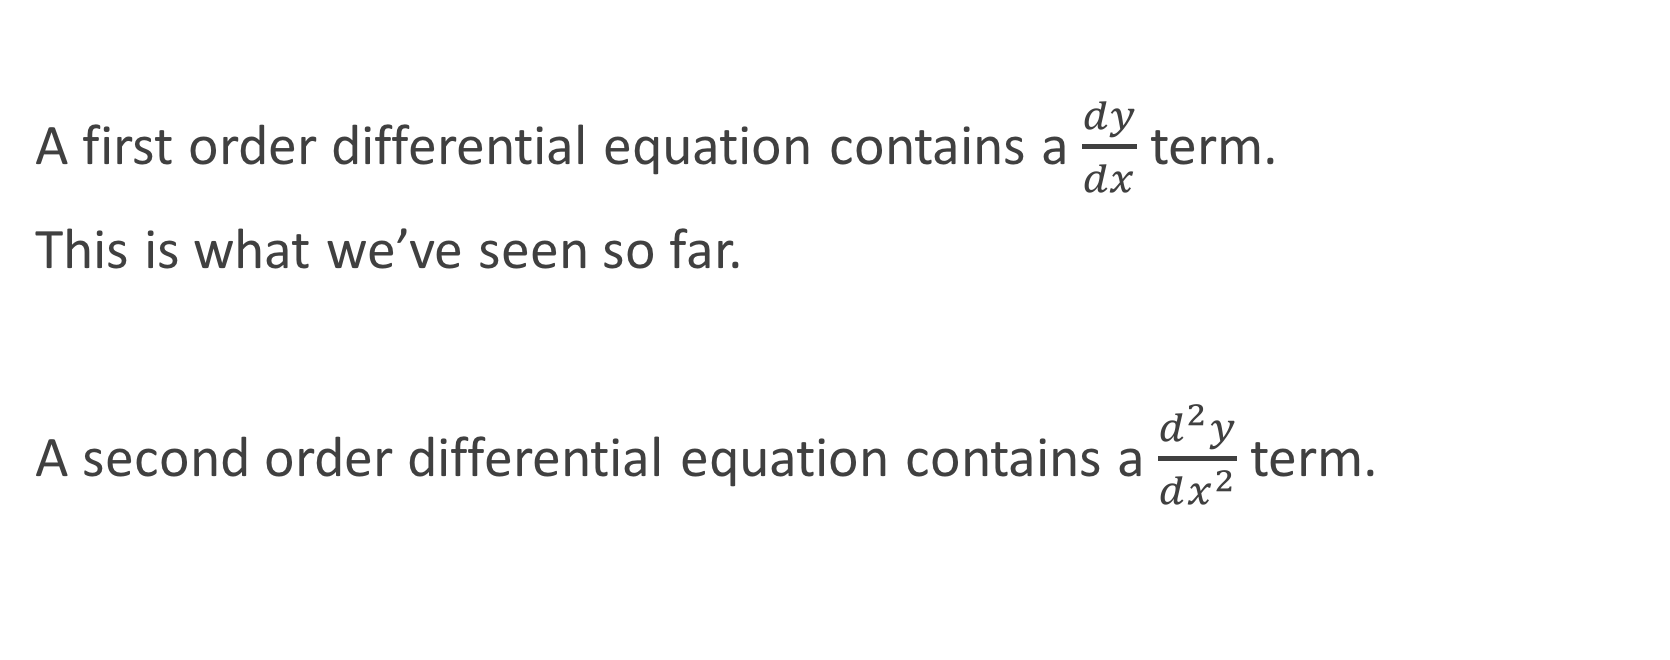 A first order differential equation contains a dy/dx term.
This is what we’ve seen so far.
A second order differential equation contains a d²y/dx² term.